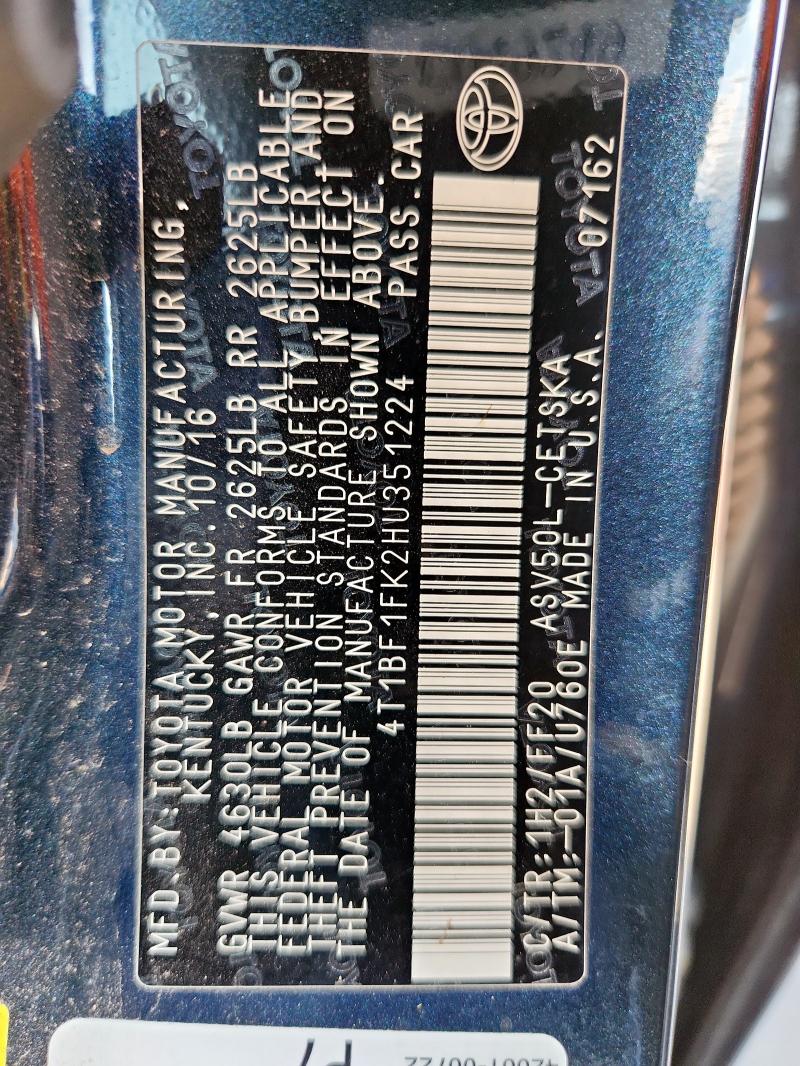 MFD.BY:TOYOTA MOTOR MANUFACTURING,
KENTUCKY,INC. 10/16
GVWR 4630LB GAWR FR 2625LB RR 2625LB
THIS VEHICLE CONFORMS TO ALL APPLICABLE
FEDERAL MOTOR VEHICLE SAFETY,BUMPER,AND
THEFT PREVENTION STANDARDS IN EFFECT ON
THE DATE OF MANUFACTURE SHOWN ABOVE.
4T1BF1FK2HU351224 PASS.CAR
C/TR:1H2/FF20 ASV50L-CETSKA
A/TM:-01A/U760E MADE IN U.S.A. 07162